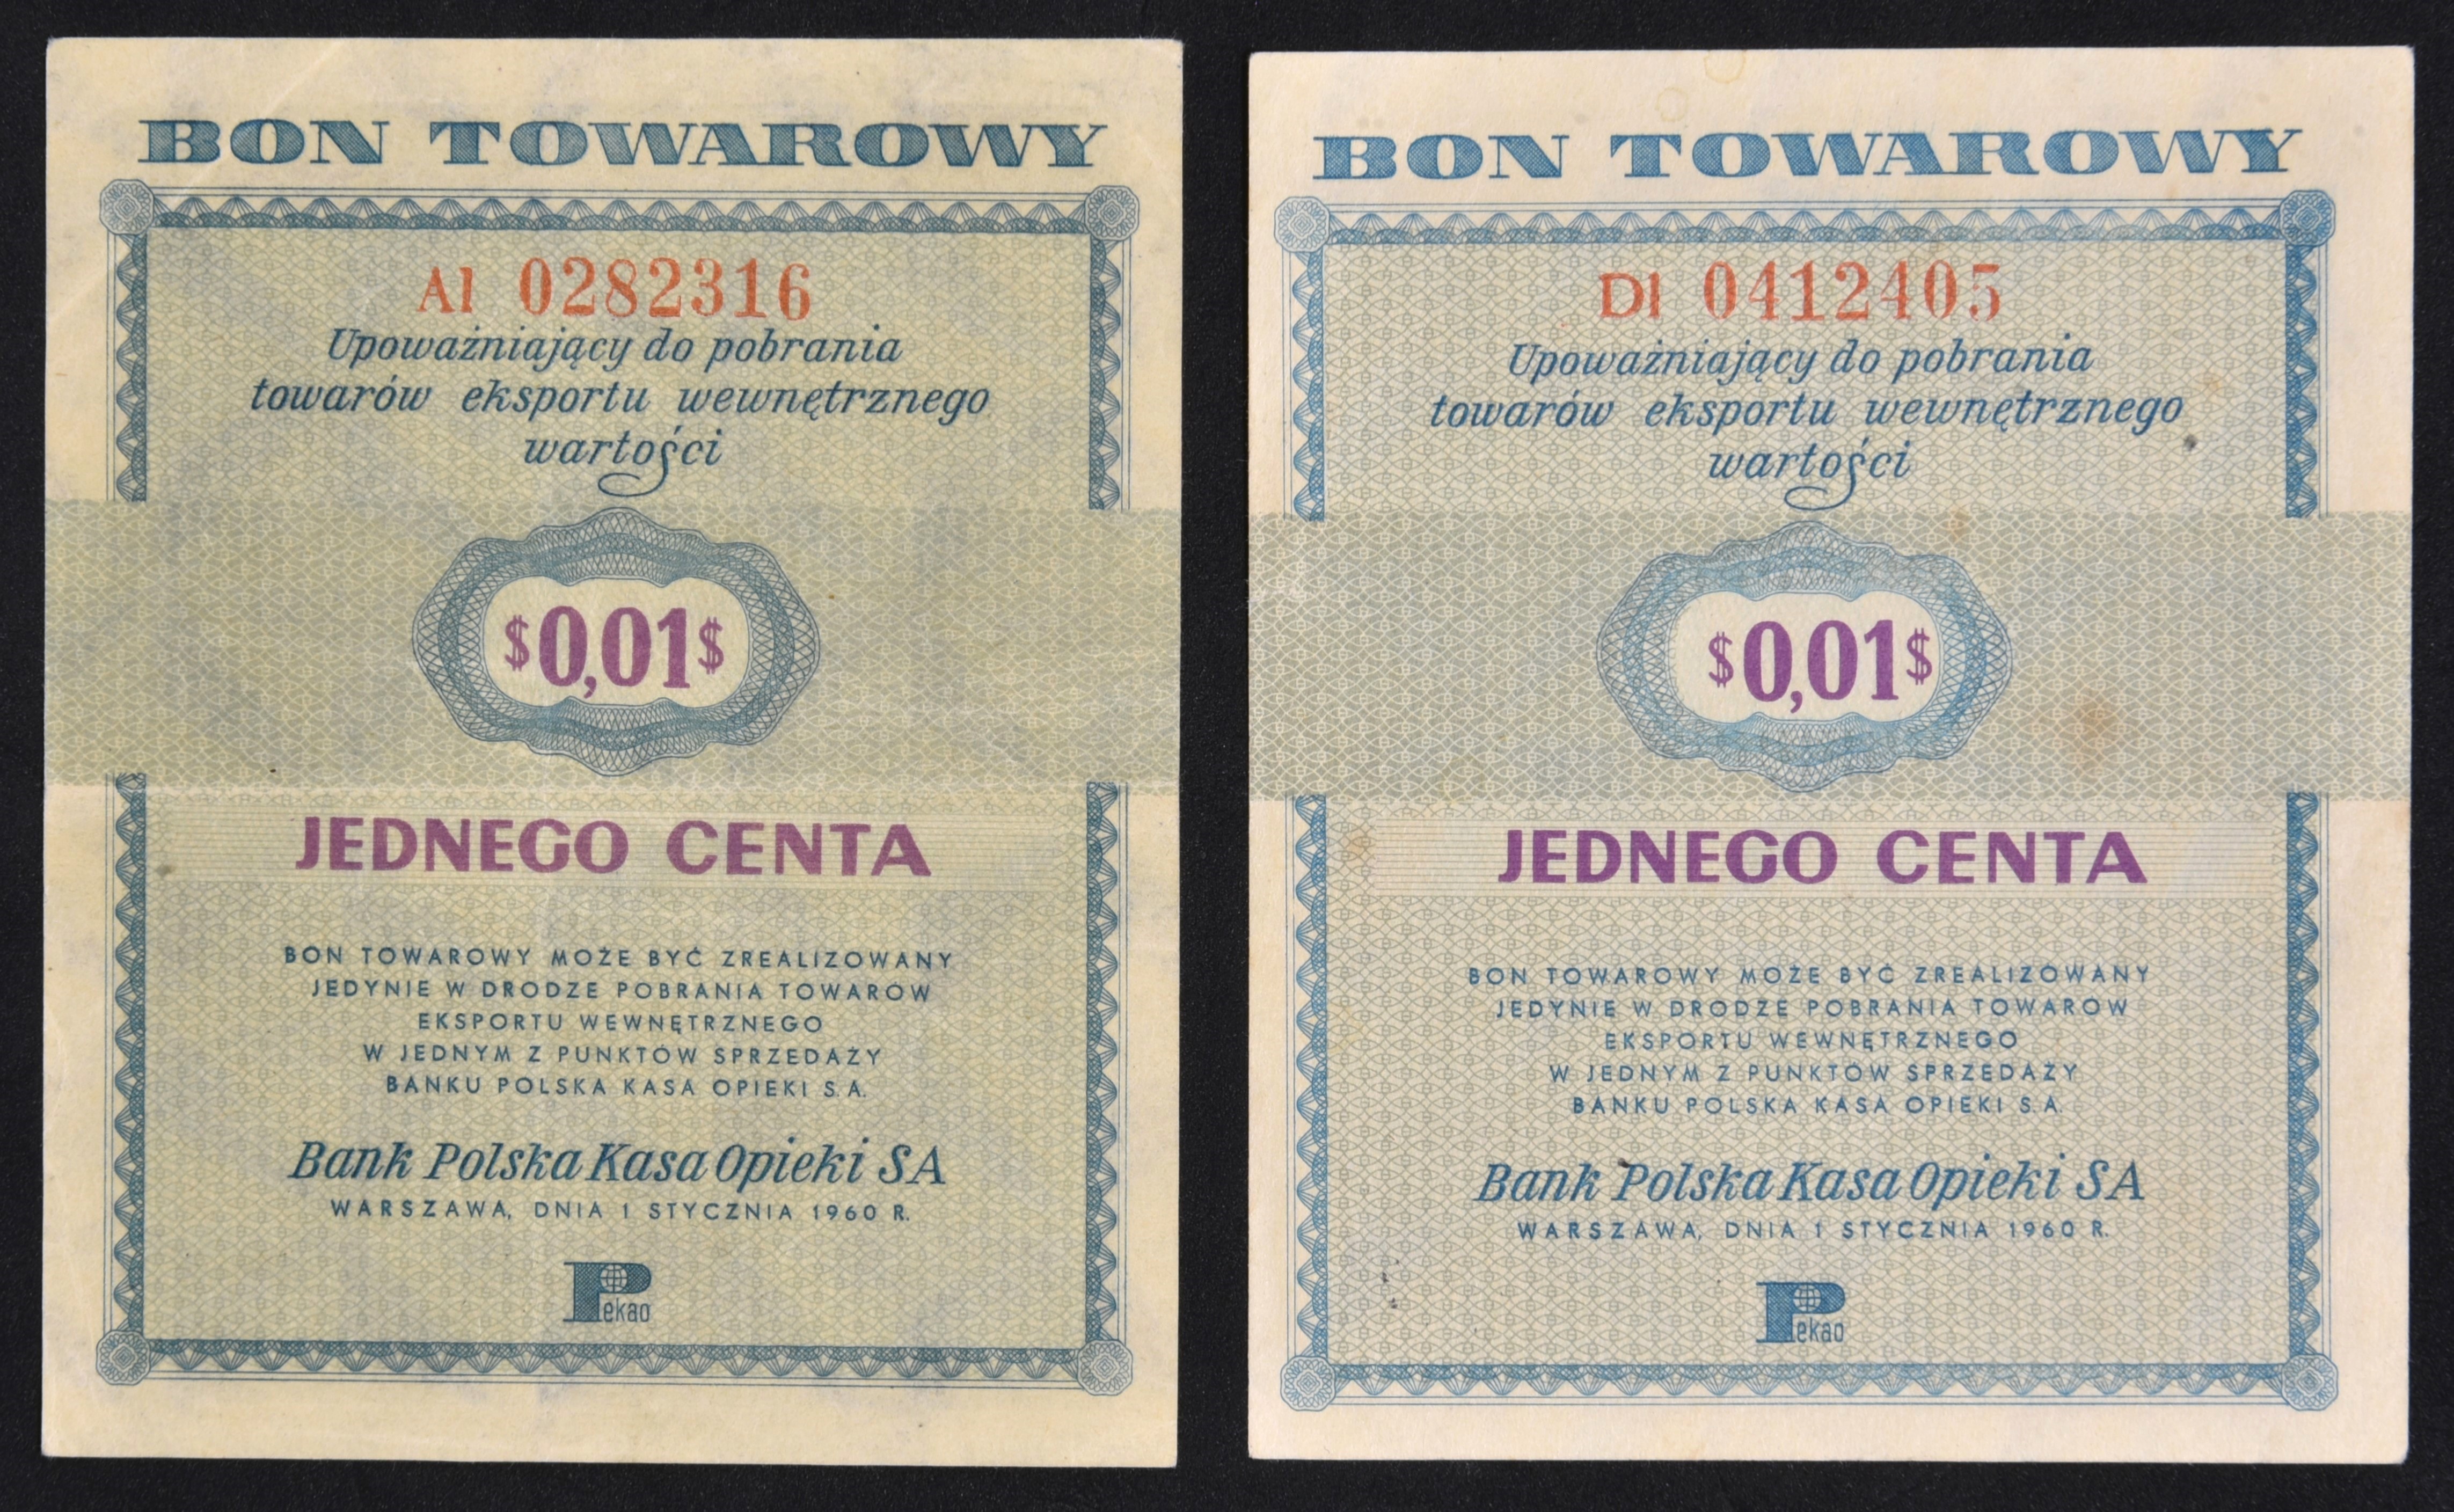 BON TOWAROWY
Al 0282316
Upoważniający do pobrania
towarów eksportu wewnętrznego
wartości
$0,01$
JEDNEGO CENTA
BON TOWAROWY MOŻE BYĆ ZREALIZOWANY
JEDYNIE W DRODZE POBRANIA TOWARÓW
EKSPORTU WEWNĘTRZNEGO
W JEDNYM Z PUNKTÓW SPRZEDAŻY
BANKU POLSKA KASA OPIEKI S.A.
Bank Polska Kasa Opieki SA
WARSZAWA, DNIA 1 STYCZNIA 1960 R.
Pekao
BON TOWAROWY
Dl 0412405
Upoważniający do pobrania
towarów eksportu wewnętrznego
wartości
$0,01$
JEDNEGO CENTA
BON TOWAROWY MOŻE BYĆ ZREALIZOWANY
JEDYNIE W DRODZE POBRANIA TOWARÓW
EKSPORTU WEWNĘTRZNEGO
W JEDNYM Z PUNKTÓW SPRZEDAŻY
BANKU POLSKA KASA OPIEKI S.A.
Bank Polska Kasa Opieki SA
WARSZAWA, DNIA 1 STYCZNIA 1960 R.
Pekao